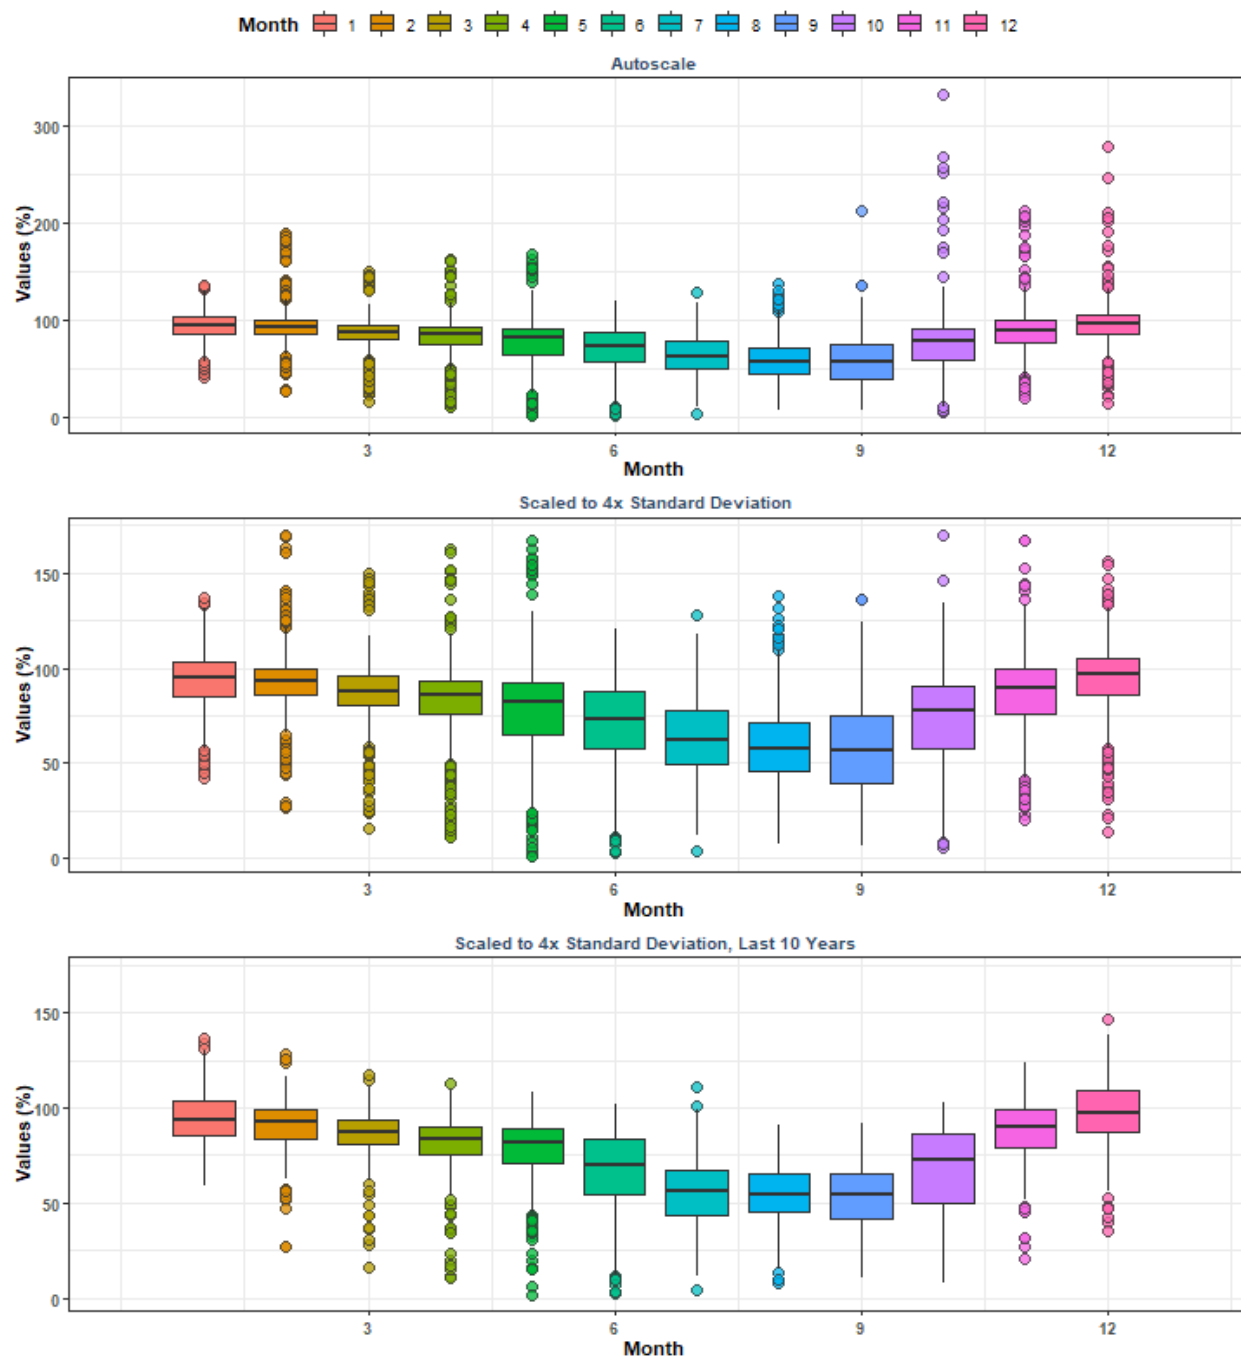 Month 1 2 3 4 5 6 7 8 9 10 11 12
Autoscale
Values (%)
300
200
100
0
3 6 9 12
Month
Scaled to 4x Standard Deviation
Values (%)
150
100
50
0
3 6 9 12
Month
Scaled to 4x Standard Deviation, Last 10 Years
Values (%)
150
100
50
0
3 6 9 12
Month